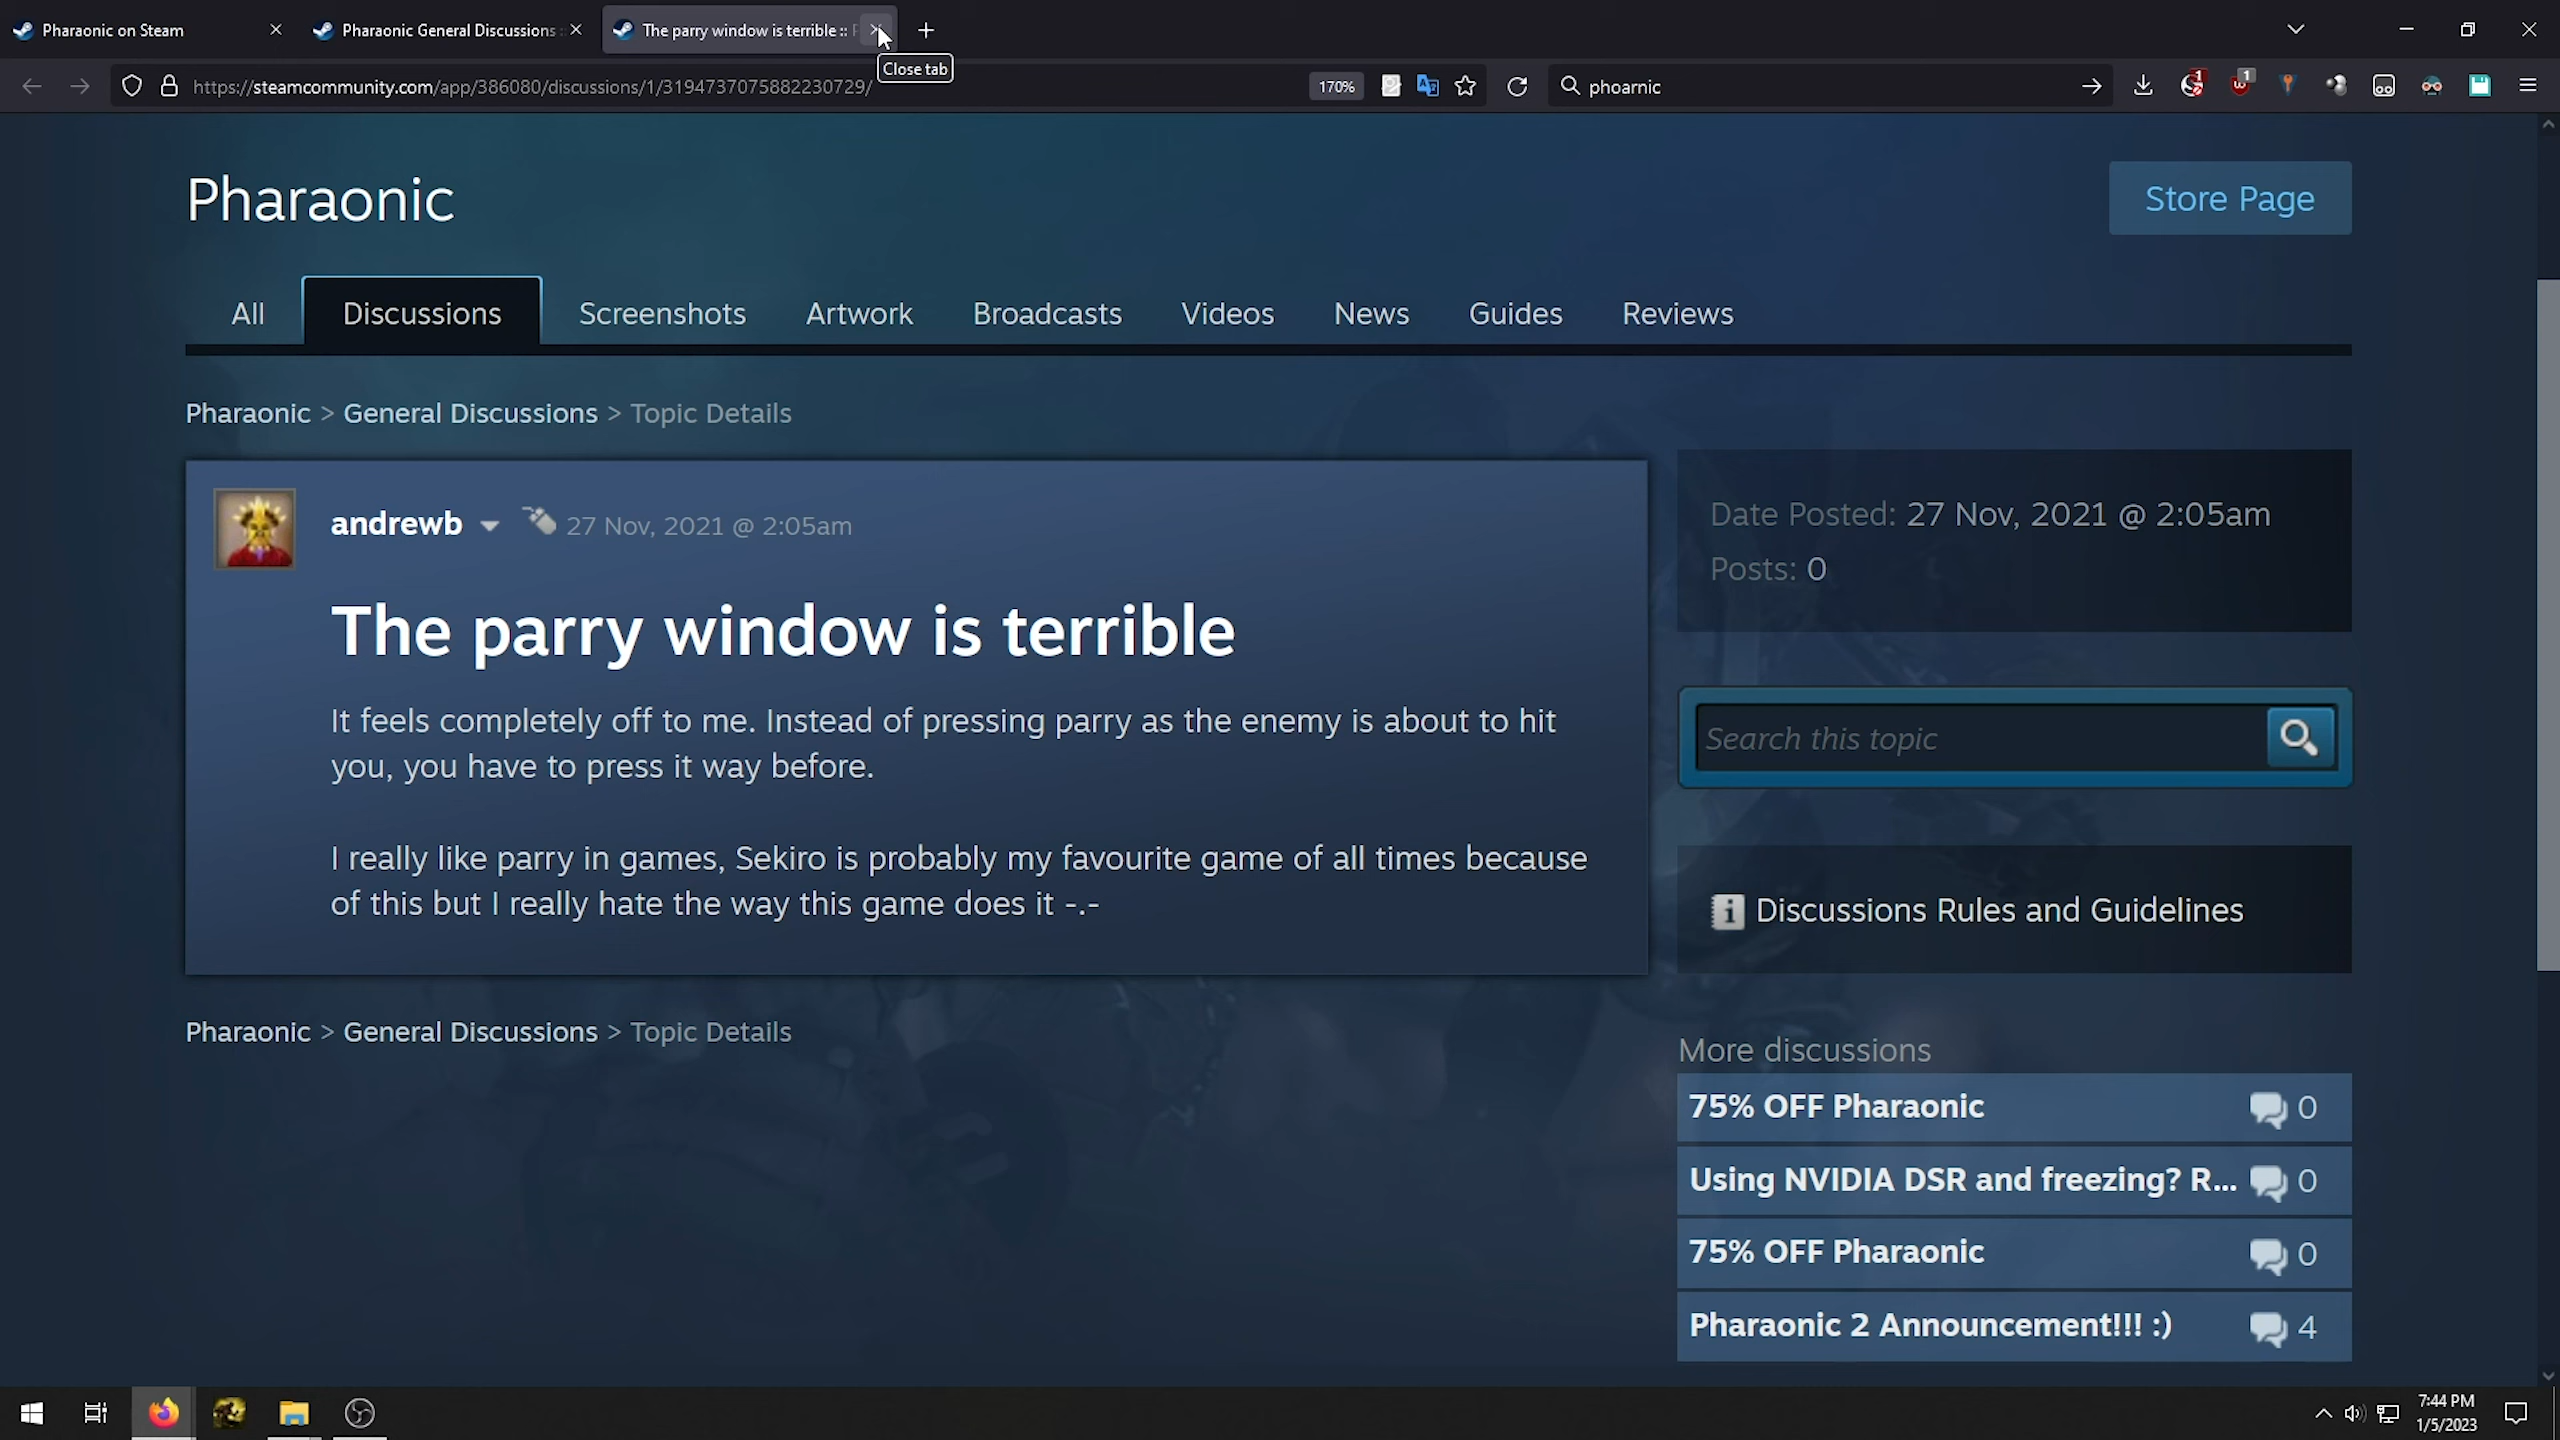 Pharaonic on Steam
Pharaonic General Discussions :
The parry window is terrible :: P
Close tab
https://steamcommunity.com/app/386080/discussions/1/3194737075882230729/
170%
phoarnic
1
1
Pharaonic
Store Page
All
Discussions
Screenshots
Artwork
Broadcasts
Videos
News
Guides
Reviews
Pharaonic > General Discussions > Topic Details
andrewb
27 Nov, 2021 @ 2:05am
The parry window is terrible
It feels completely off to me. Instead of pressing parry as the enemy is about to hit
you, you have to press it way before.
I really like parry in games, Sekiro is probably my favourite game of all times because
of this but I really hate the way this game does it -.-
Pharaonic > General Discussions > Topic Details
Date Posted: 27 Nov, 2021 @ 2:05am
Posts: 0
Search this topic
Discussions Rules and Guidelines
More discussions
75% OFF Pharaonic 0
Using NVIDIA DSR and freezing? R... 0
75% OFF Pharaonic 0
Pharaonic 2 Announcement!!! :) 4
7:44 PM
1/5/2023